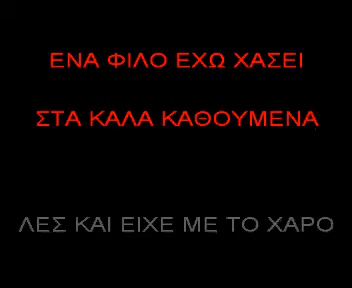 ΕΝΑ ΦΙΛΟ ΕΧΩ ΧΑΣΕΙ
ΣΤΑ ΚΑΛΑ ΚΑΘΟΥΜΕΝΑ
ΛΕΣ ΚΑΙ ΕΙΧΕ ΜΕ ΤΟ ΧΑΡΟ